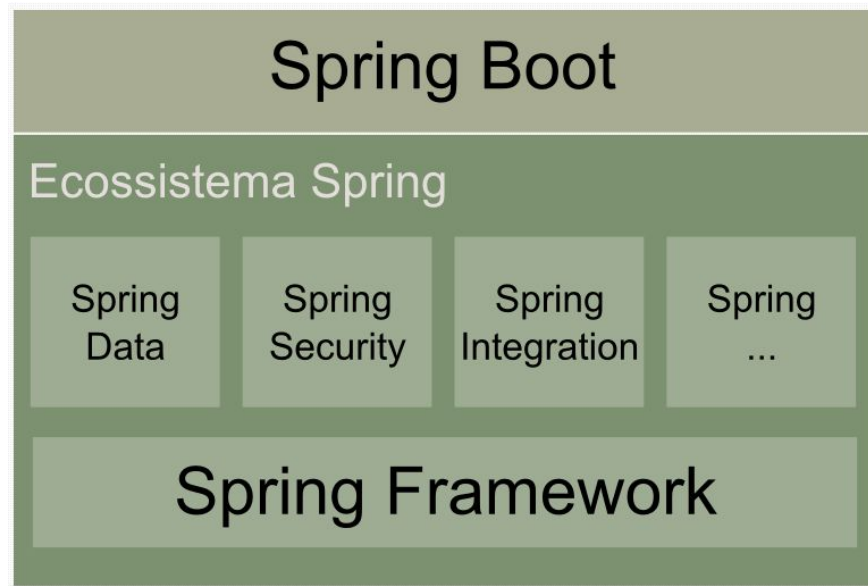 Spring Boot
Ecossistema Spring
Spring
Data
Spring
Security
Spring
Integration
Spring
...
Spring Framework